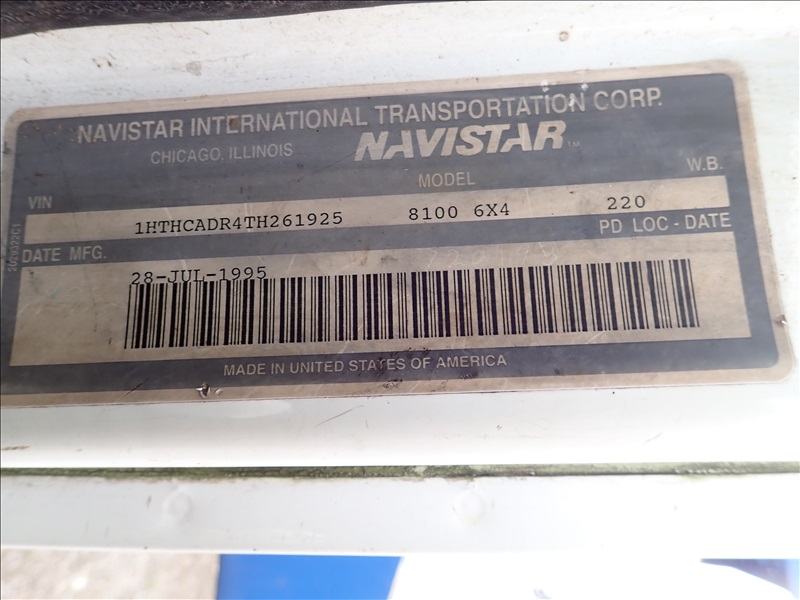 NAVISTAR INTERNATIONAL TRANSPORTATION CORP.
CHICAGO, ILLINOIS NAVISTAR™
VIN MODEL W.B.
1HTHCADR4TH261925 8100 6X4 220
DATE MFG. PD LOC - DATE
28-JUL-1995
MADE IN UNITED STATES OF AMERICA